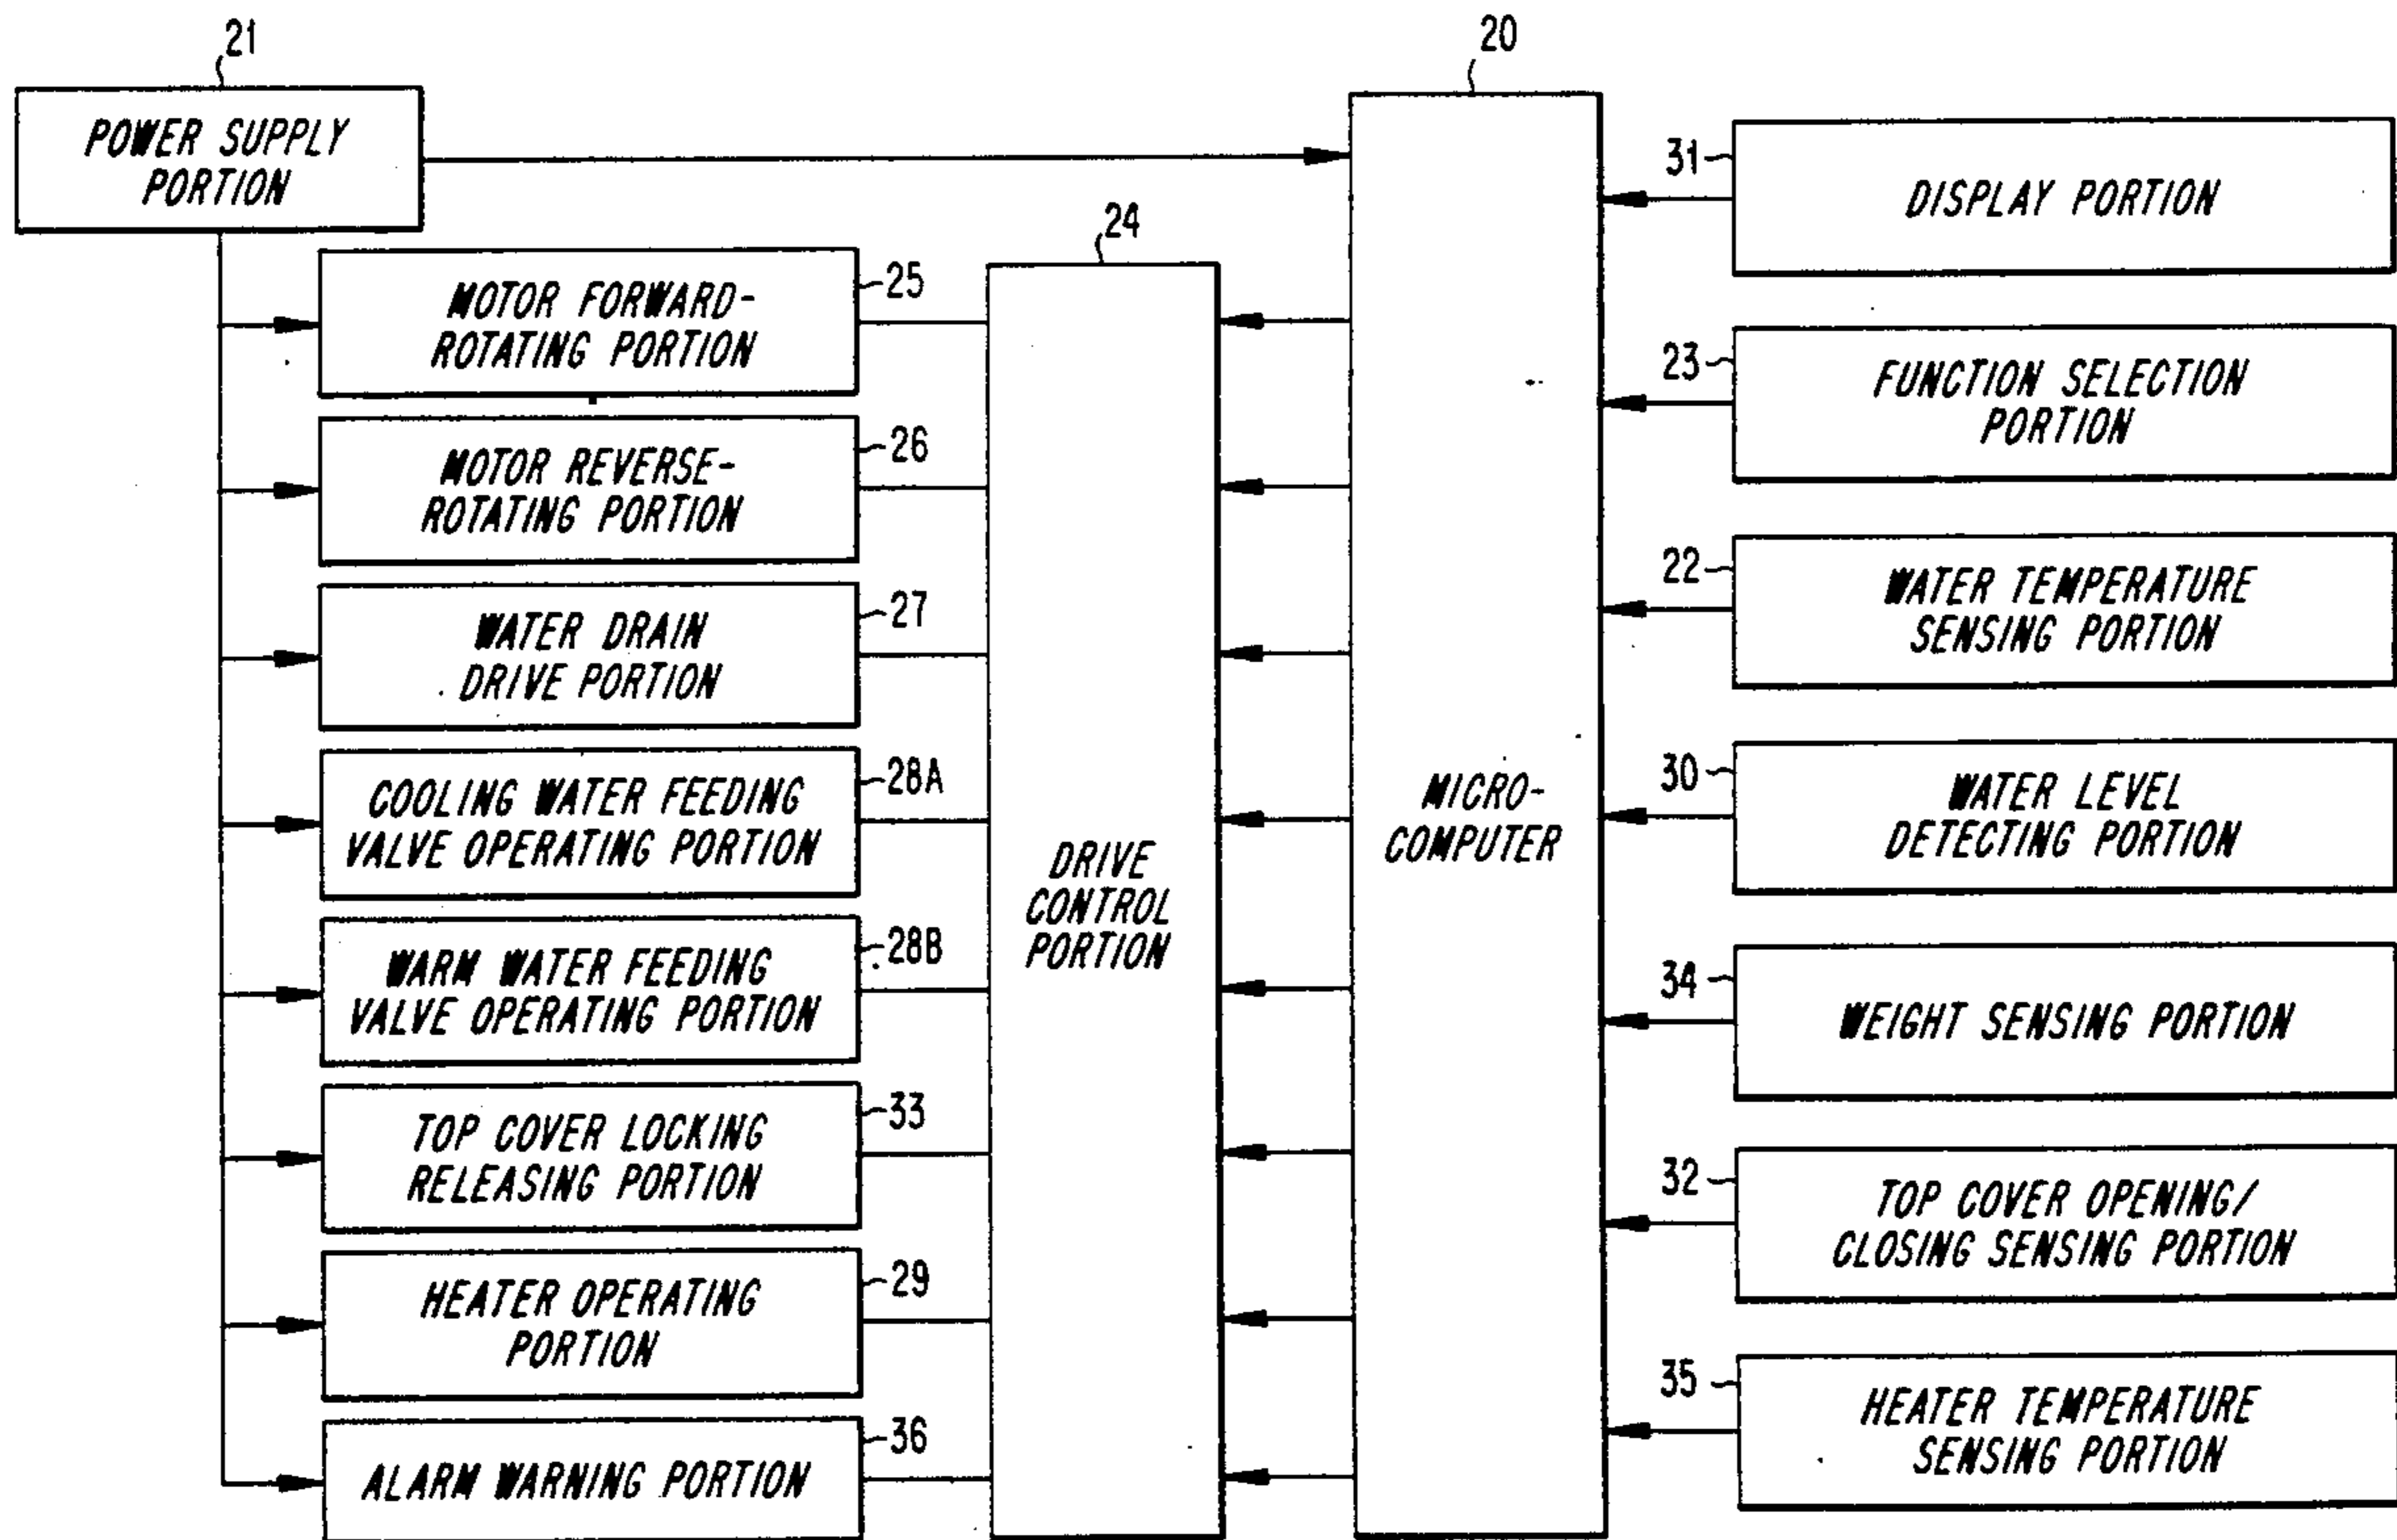 21
POWER SUPPLY
PORTION
20
24
MOTOR FORWARD-
ROTATING PORTION
25
MOTOR REVERSE-
ROTATING PORTION
26
WATER DRAIN
DRIVE PORTION
27
COOLING WATER FEEDING
VALVE OPERATING PORTION
28A
WARM WATER FEEDING
VALVE OPERATING PORTION
28B
TOP COVER LOCKING
RELEASING PORTION
33
HEATER OPERATING
PORTION
29
ALARM WARNING PORTION
36
DRIVE
CONTROL
PORTION
MICRO-
COMPUTER
31
DISPLAY PORTION
23
FUNCTION SELECTION
PORTION
22
WATER TEMPERATURE
SENSING PORTION
30
WATER LEVEL
DETECTING PORTION
34
WEIGHT SENSING PORTION
32
TOP COVER OPENING/
CLOSING SENSING PORTION
35
HEATER TEMPERATURE
SENSING PORTION